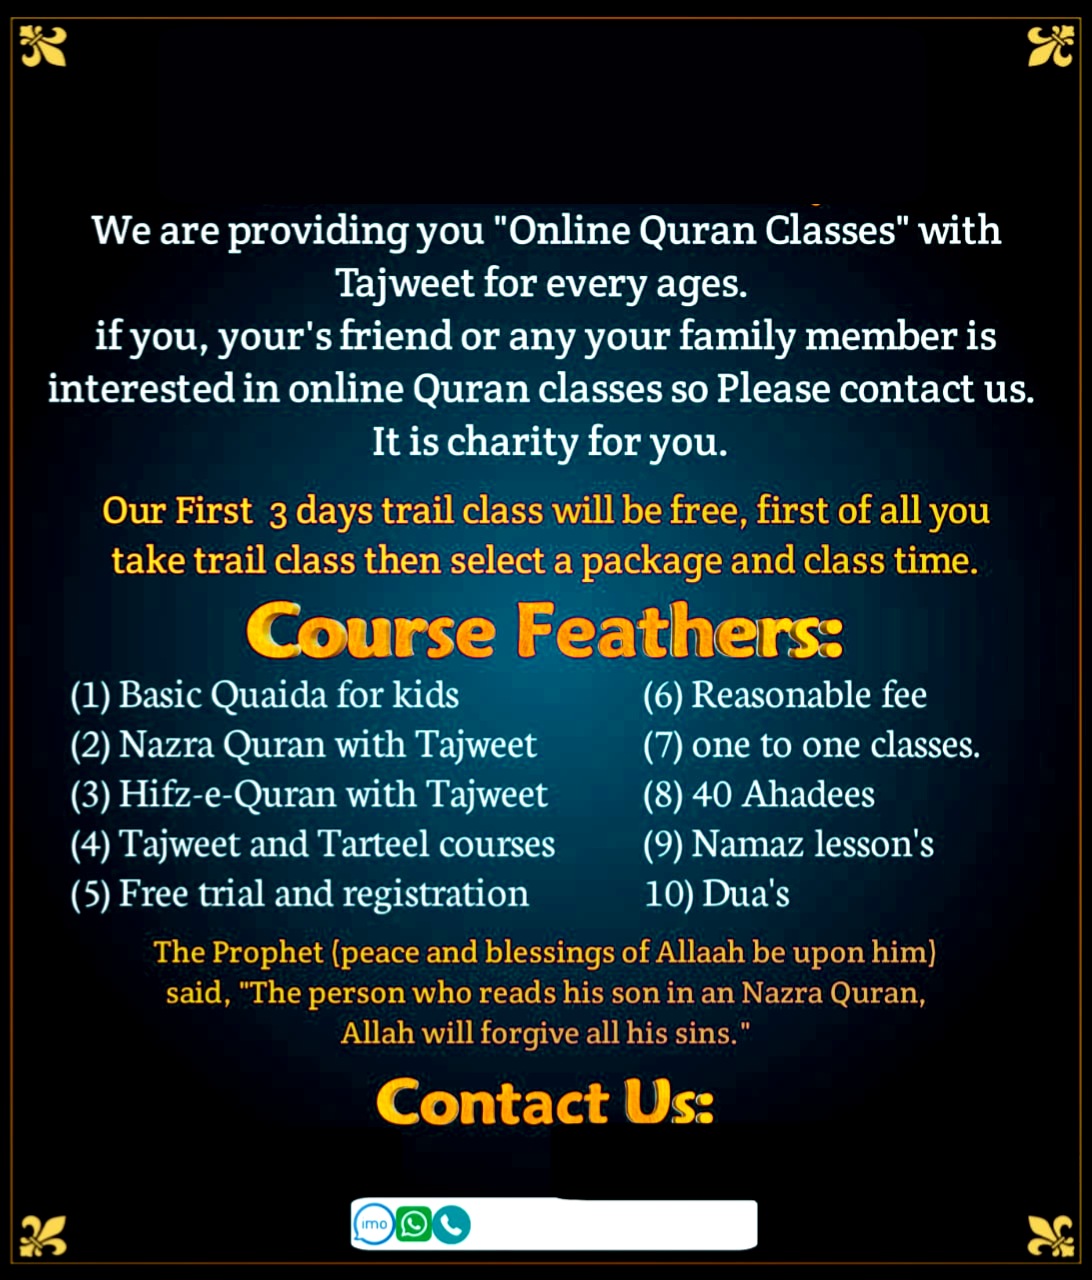 We are providing you "Online Quran Classes" with
Tajweet for every ages.
if you, your's friend or any your family member is
interested in online Quran classes so Please contact us.
It is charity for you.
Our First 3 days trail class will be free, first of all you
take trail class then select a package and class time.
Course Feathers:
(1) Basic Quaida for kids
(2) Nazra Quran with Tajweet
(3) Hifz-e-Quran with Tajweet
(4) Tajweet and Tarteel courses
(5) Free trial and registration
(6) Reasonable fee
(7) one to one classes.
(8) 40 Ahadees
(9) Namaz lesson's
10) Dua's
The Prophet (peace and blessings of Allaah be upon him)
said, "The person who reads his son in an Nazra Quran,
Allah will forgive all his sins."
Contact Us:
imo